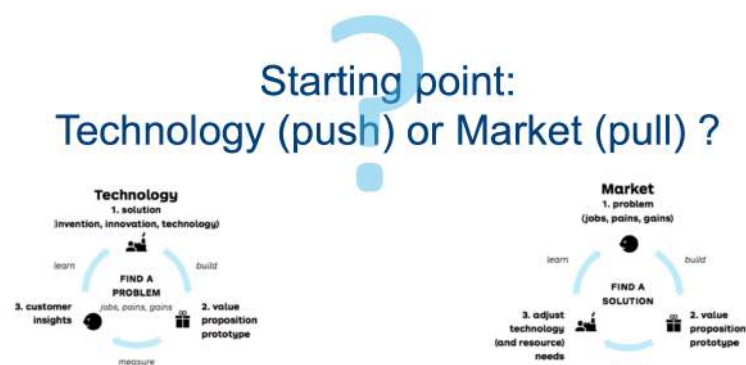 ?
Starting point:
Technology (push) or Market (pull) ?
Technology
1. solution
(invention, innovation, technology)
learn
build
FIND A
PROBLEM
jobs, pains, gains
3. customer
insights
2. value
proposition
prototype
measure
Market
1. problem
(jobs, pains, gains)
learn
build
FIND A
SOLUTION
3. adjust
technology
(and resource)
needs
2. value
proposition
prototype